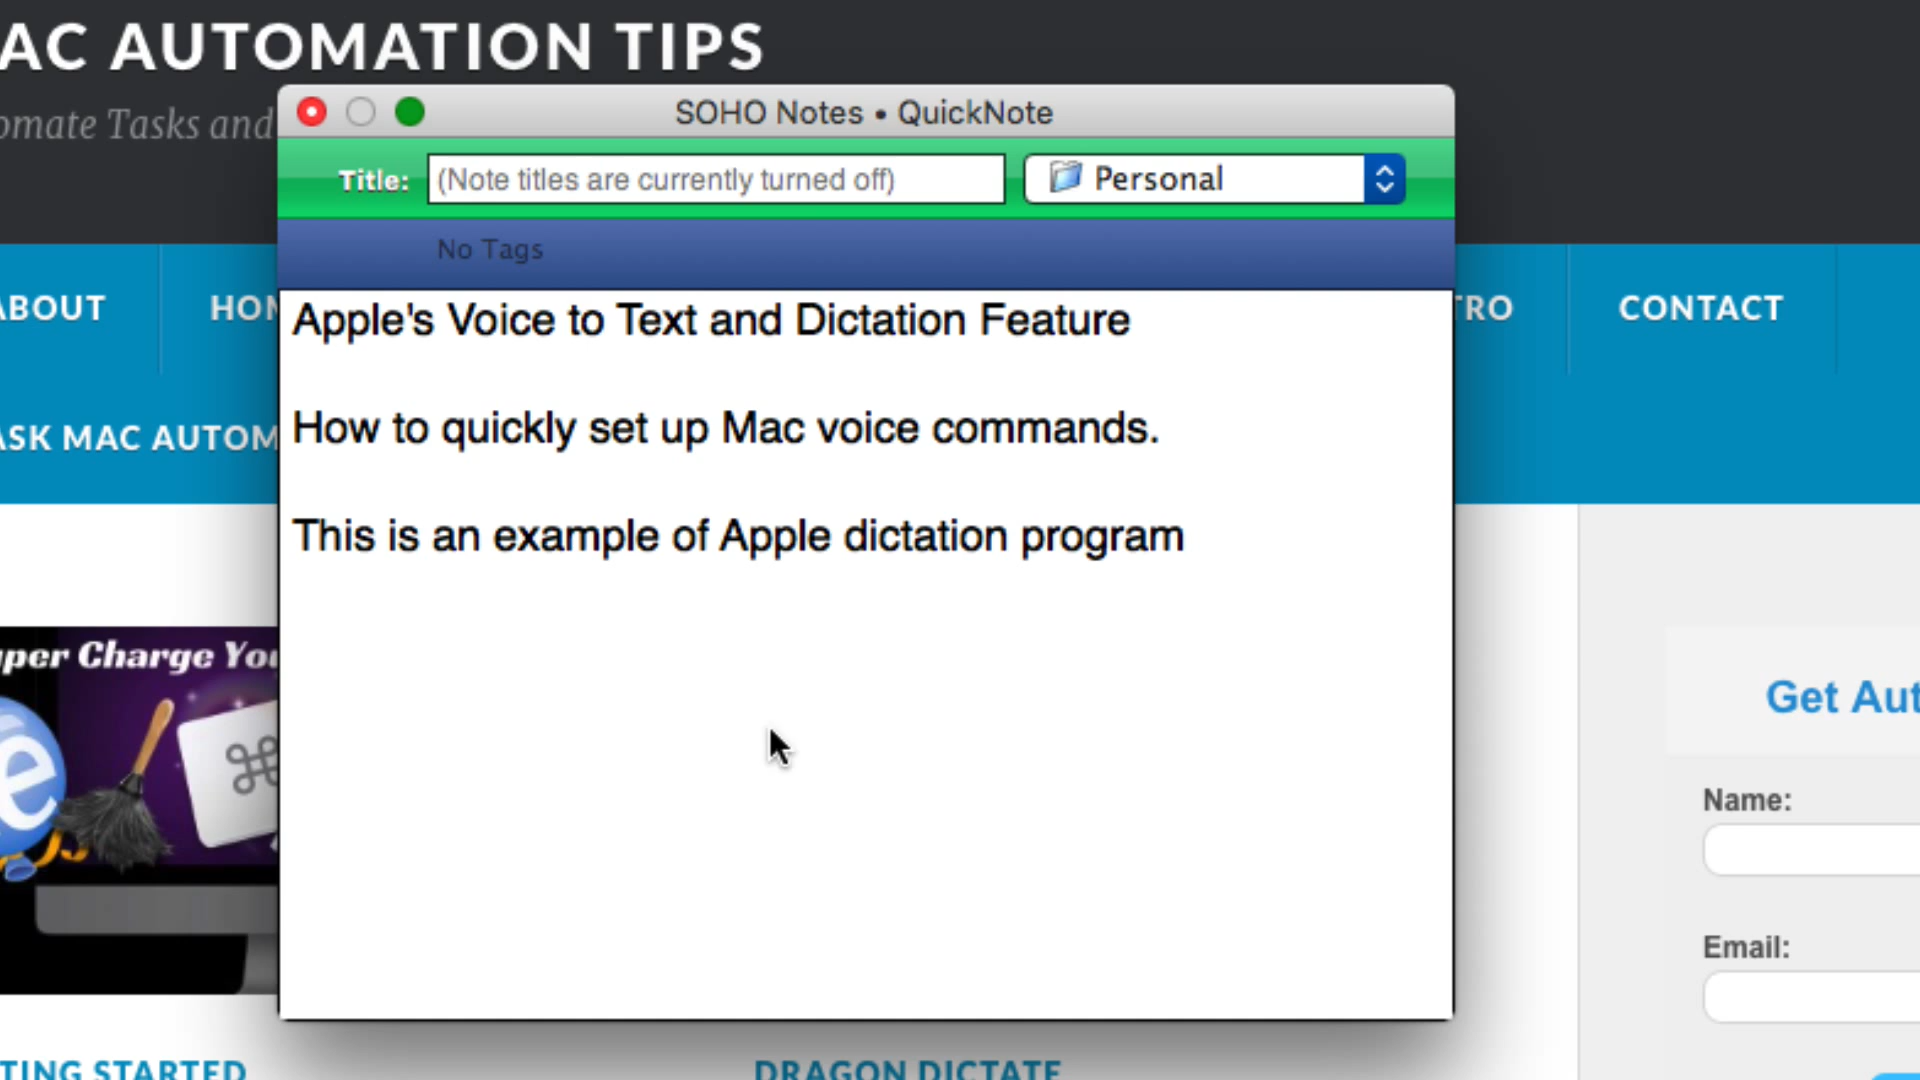 AC AUTOMATION TIPS
omate Tasks and
SOHO Notes • QuickNote
Title: (Note titles are currently turned off) Personal
No Tags
ABOUT HOM TRO CONTACT
ASK MAC AUTOM
Apple's Voice to Text and Dictation Feature
How to quickly set up Mac voice commands.
This is an example of Apple dictation program
per Charge You
Get Aut
Name:
Email:
TING STARTED
DRAGON DICTATE